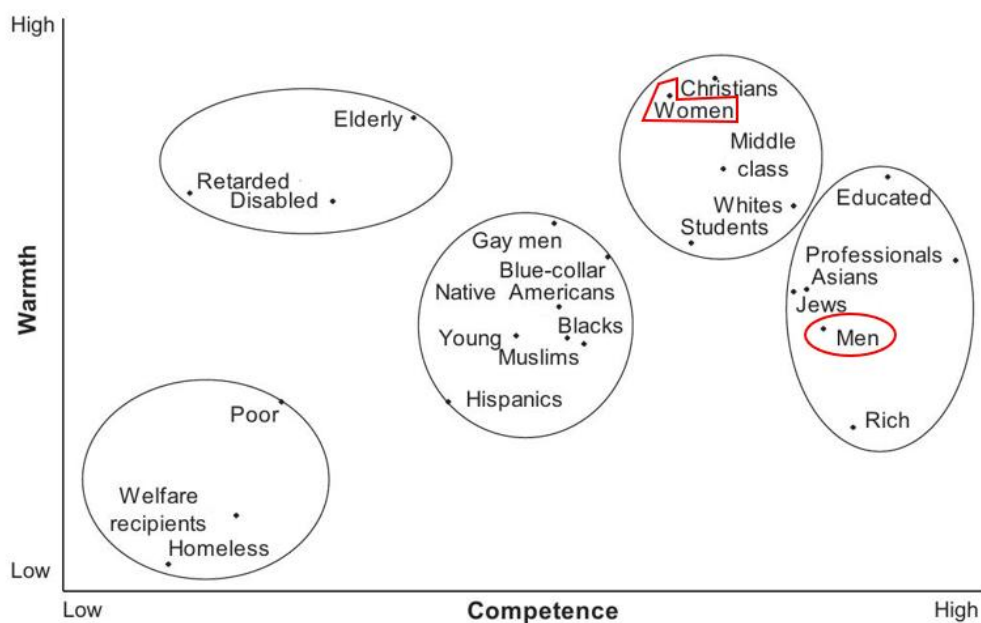 High
Christians
Women
Elderly
Middle
class
Retarded
Disabled
Whites
Students
Educated
Gay men
Blue-collar
Native Americans
Professionals
Asians
Jews
Young
Blacks
Muslims
Men
Hispanics
Poor
Rich
Welfare
recipients
Homeless
Warmth
Low
Low
Competence
High